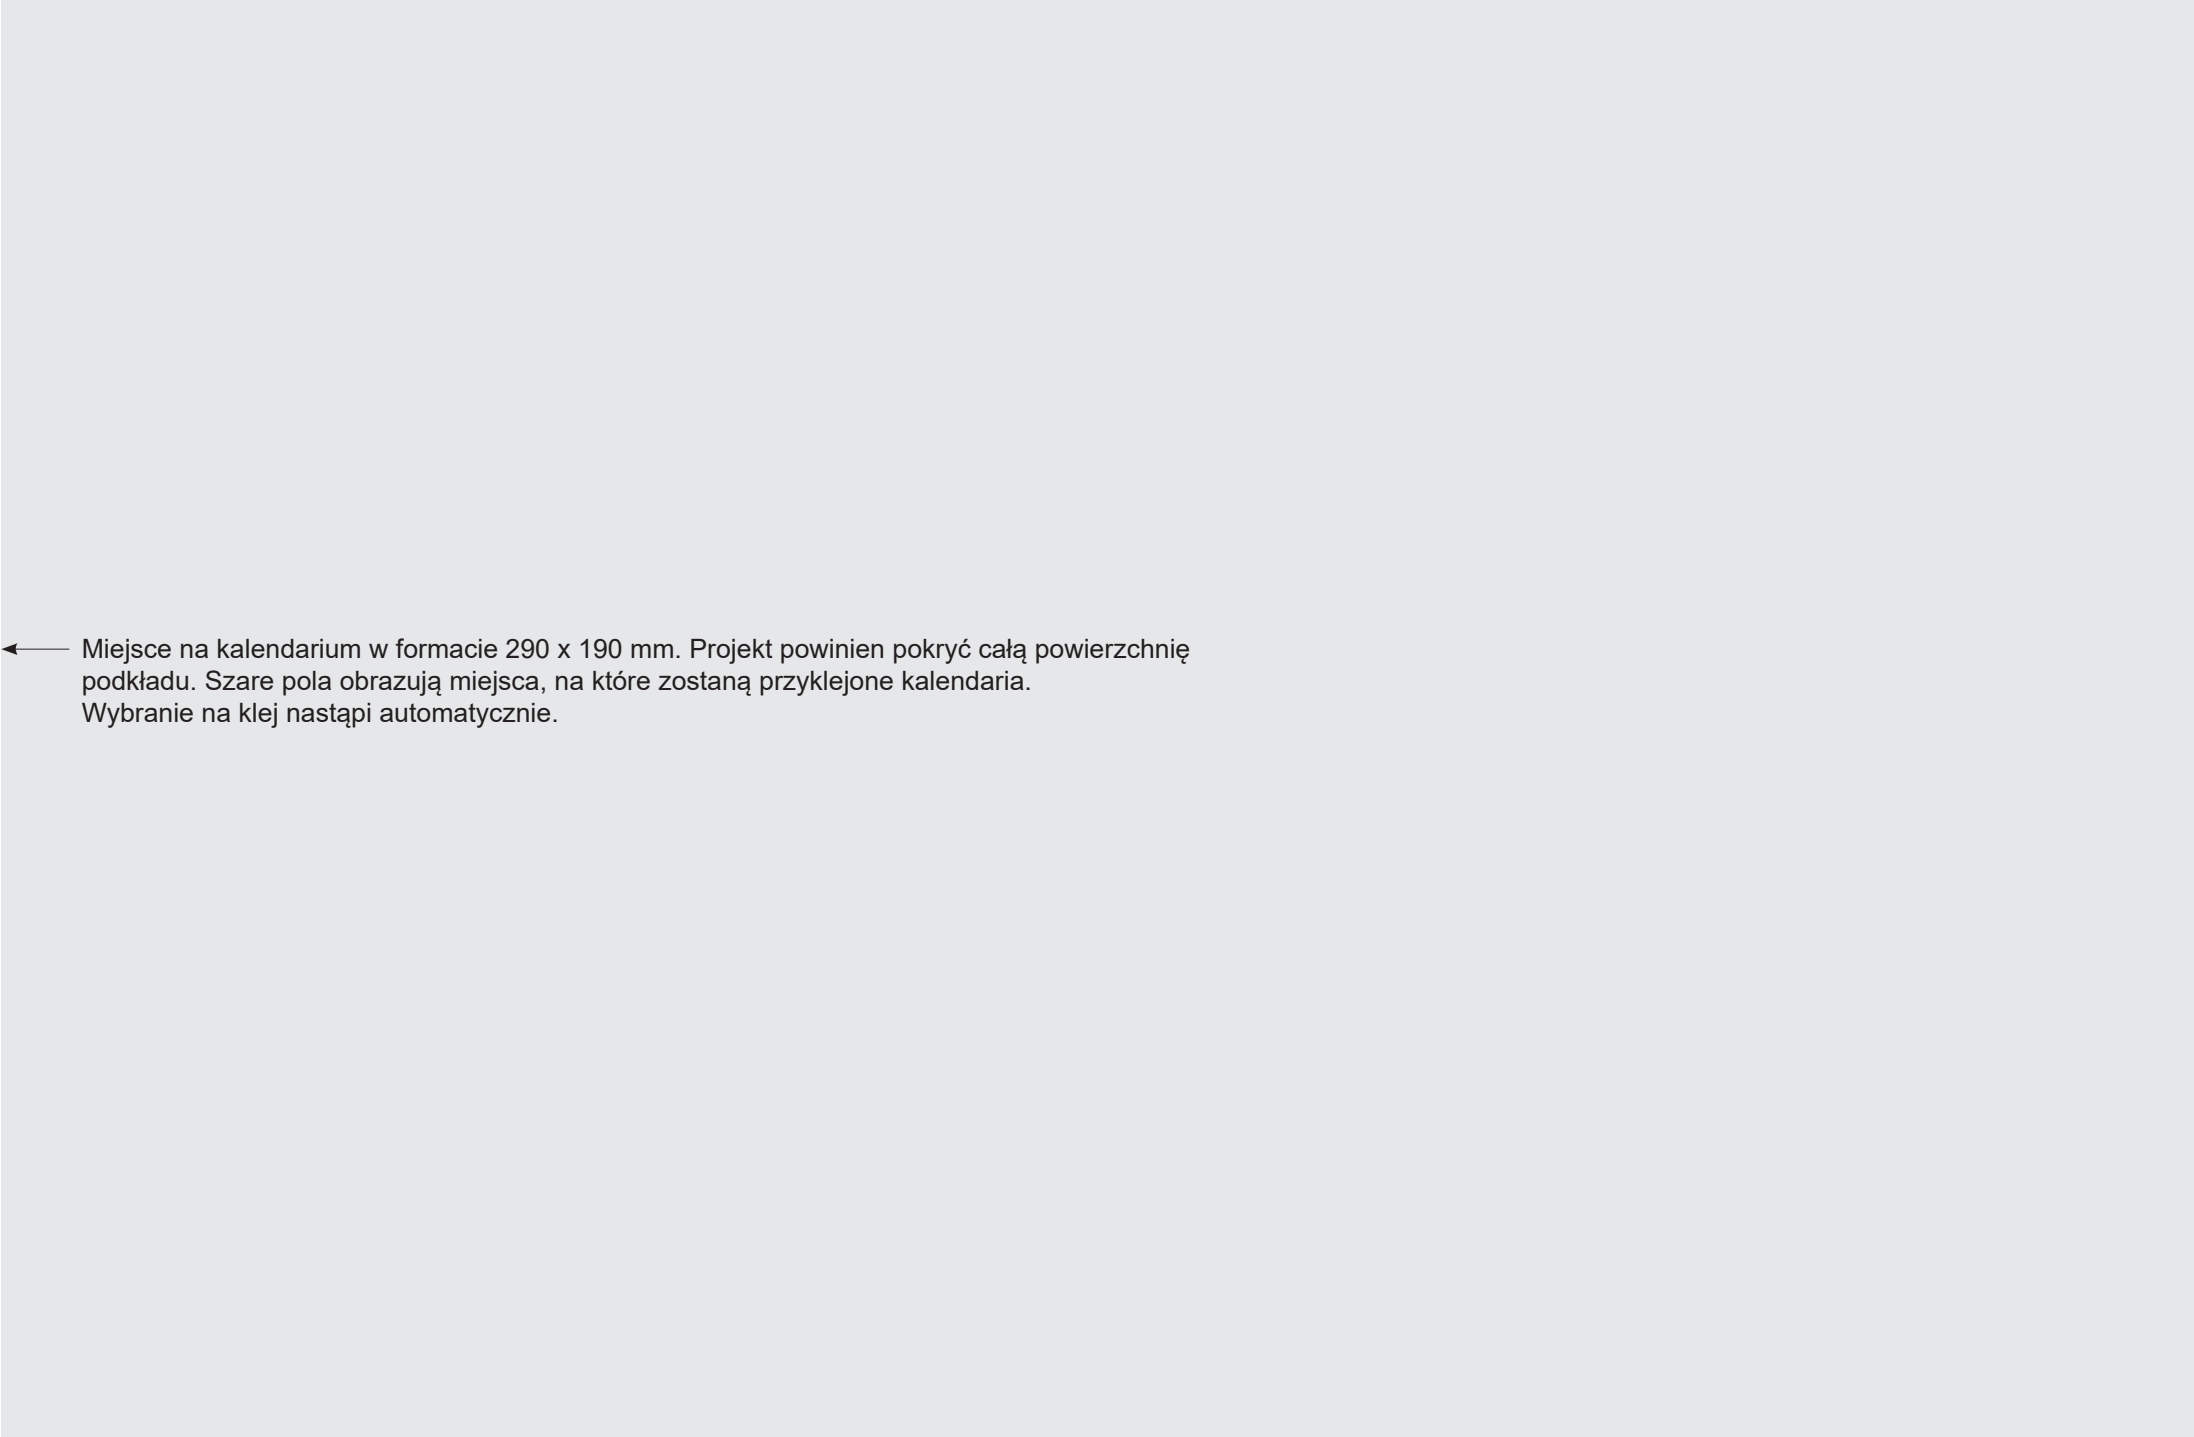 Miejsce na kalendarium w formacie 290 x 190 mm. Projekt powinien pokryć całą powierzchnię
podkładu. Szare pola obrazują miejsca, na które zostaną przyklejone kalendaria.
Wybranie na klej nastąpi automatycznie.